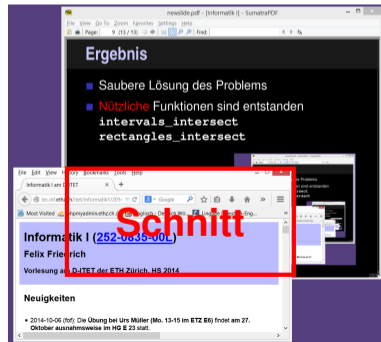 newslide.pdf - [Informatik I] - SumatraPDF
File View Go To Zoom Favorites Settings Help
Page: 9 (13 / 13) Find:
Ergebnis
Saubere Lösung des Problems
Nützliche Funktionen sind entstanden
intervals_intersect
rectangles_intersect
File Edit View History Bookmarks Tools Help
Informatik I am D-ITET
Google
Most Visited phpmyadmin.ethz.ch
Schnitt
Informatik I (252-0835-00L)
Felix Friedrich
Vorlesung am D-ITET der ETH Zürich, HS 2014
Neuigkeiten
2014-10-06 (fof): Die Übung bei Urs Müller (Mo. 13-15 im ETZ E6) findet am 27.
Oktober ausnahmsweise im HG E 23 statt.